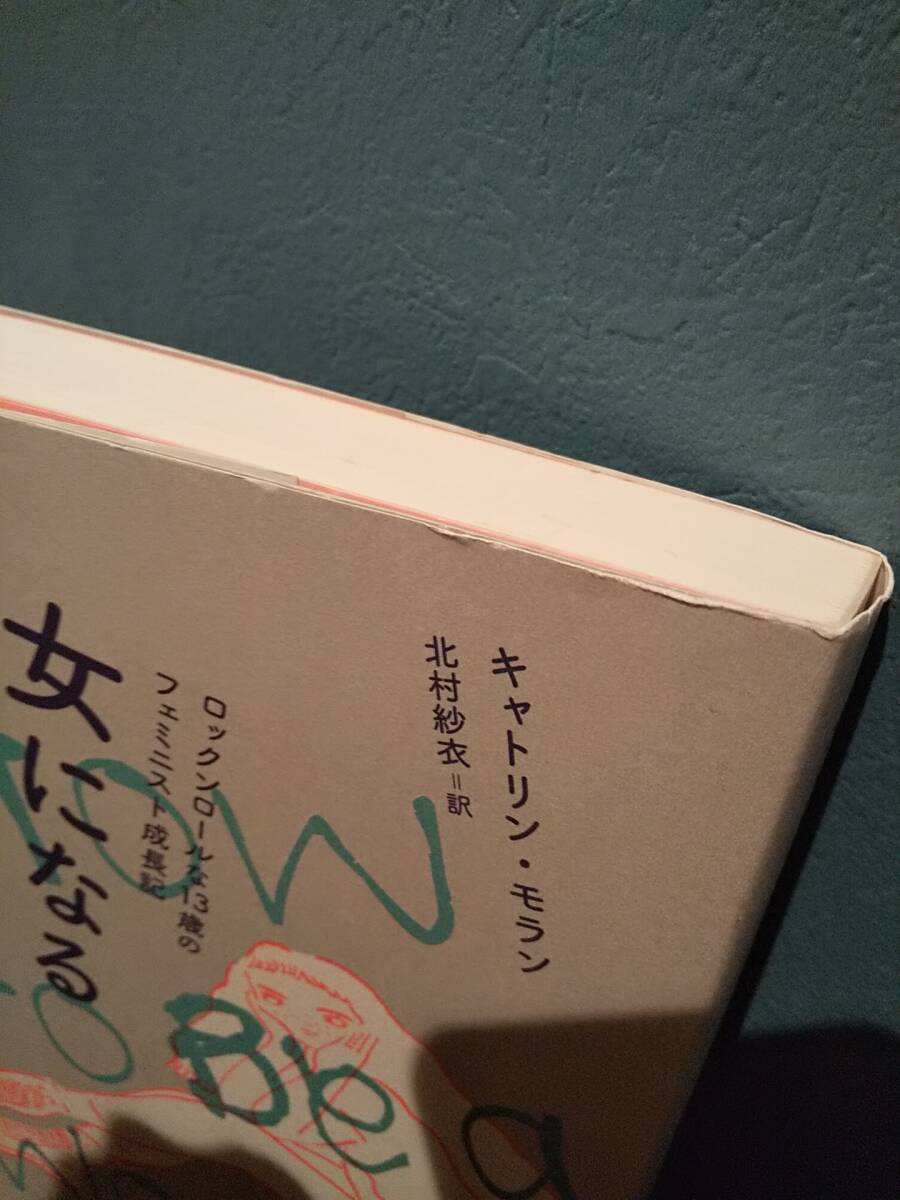 キャトリン・モラン
北村紗衣=訳
ロックンロールな13歳の
フェミニスト成長記
女になる